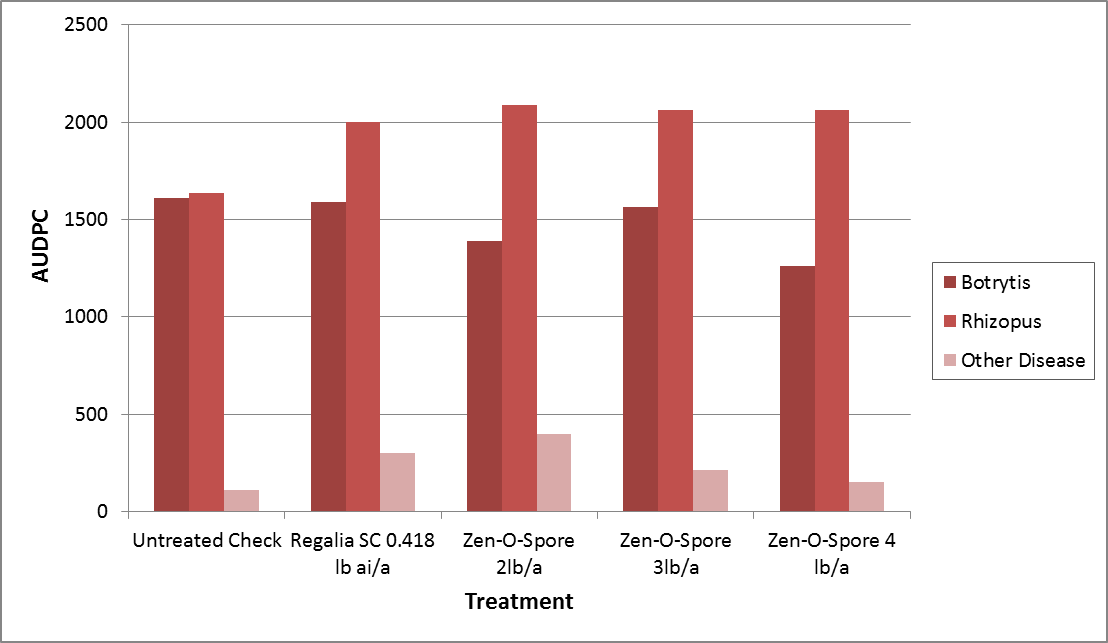 2500
2000
1500
1000
500
0
AUDPC
Untreated Check
Regalia SC 0.418
lb ai/a
Zen-O-Spore
2lb/a
Zen-O-Spore
3lb/a
Zen-O-Spore 4
lb/a
Treatment
Botrytis
Rhizopus
Other Disease